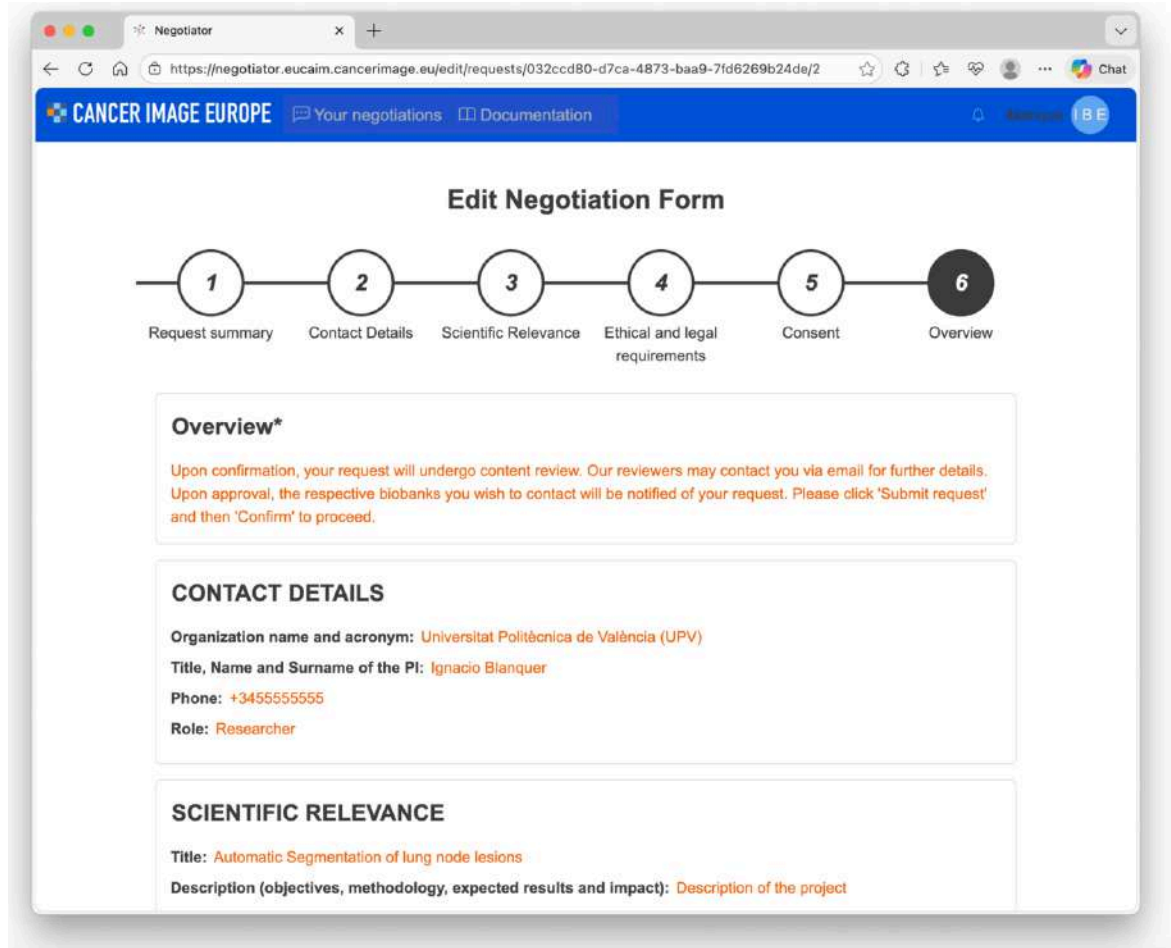 Negotiator
https://negotiator.eucaim.cancerimage.eu/edit/requests/032ccd80-d7ca-4873-baa9-7fd6269b24de/2
Chat
CANCER IMAGE EUROPE
Your negotiations
Documentation
I B E
Edit Negotiation Form
1
2
3
4
5
6
Request summary
Contact Details
Scientific Relevance
Ethical and legal
requirements
Consent
Overview
Overview*
Upon confirmation, your request will undergo content review. Our reviewers may contact you via email for further details.
Upon approval, the respective biobanks you wish to contact will be notified of your request. Please click 'Submit request'
and then 'Confirm' to proceed.
CONTACT DETAILS
Organization name and acronym: Universitat Politècnica de València (UPV)
Title, Name and Surname of the PI: Ignacio Blanquer
Phone: +3455555555
Role: Researcher
SCIENTIFIC RELEVANCE
Title: Automatic Segmentation of lung node lesions
Description (objectives, methodology, expected results and impact): Description of the project